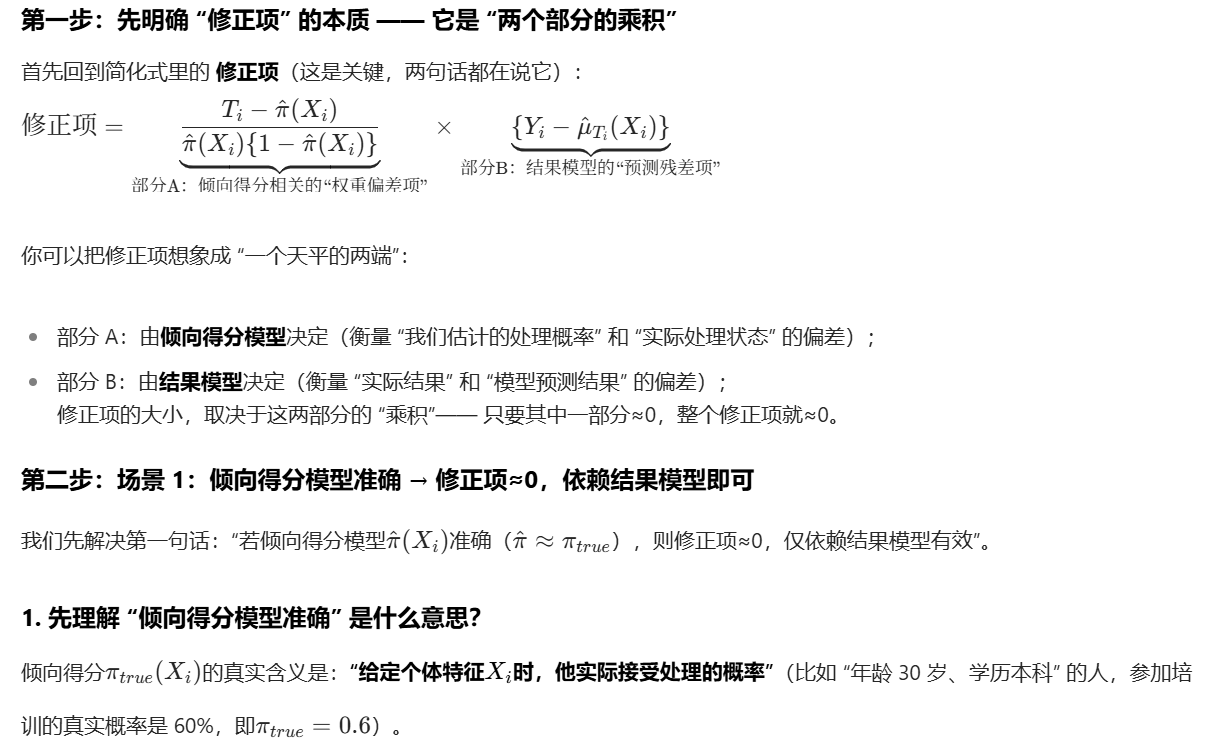 第一步：先明确 “修正项” 的本质 —— 它是 “两个部分的乘积”
首先回到简化式里的 修正项（这是关键，两句话都在说它）：
修正项 = \underbrace{\frac{T_i - \hat{\pi}(X_i)}{\hat{\pi}(X_i)\{1 - \hat{\pi}(X_i)\}}}_{部分A：倾向得分相关的“权重偏差项”} × \underbrace{\{Y_i - \hat{\mu}_{T_i}(X_i)\}}_{部分B：结果模型的“预测残差项”}
你可以把修正项想象成 “一个天平的两端”：
• 部分 A：由倾向得分模型决定（衡量 “我们估计的处理概率” 和 “实际处理状态” 的偏差）；
• 部分 B：由结果模型决定（衡量 “实际结果” 和 “模型预测结果” 的偏差）；
修正项的大小，取决于这两部分的 “乘积”—— 只要其中一部分≈0，整个修正项就≈0。
第二步：场景 1：倾向得分模型准确 → 修正项≈0，依赖结果模型即可
我们先解决第一句话：“若倾向得分模型\hat{\pi}(X_i)准确（\hat{\pi} ≈ \pi_{true}），则修正项≈0，仅依赖结果模型有效”。
1. 先理解 “倾向得分模型准确” 是什么意思？
倾向得分\pi_{true}(X_i)的真实含义是：“给定个体特征X_i时，他实际接受处理的概率”（比如 “年龄 30 岁、学历本科” 的人，参加培
训的真实概率是 60%，即\pi_{true} = 0.6）。